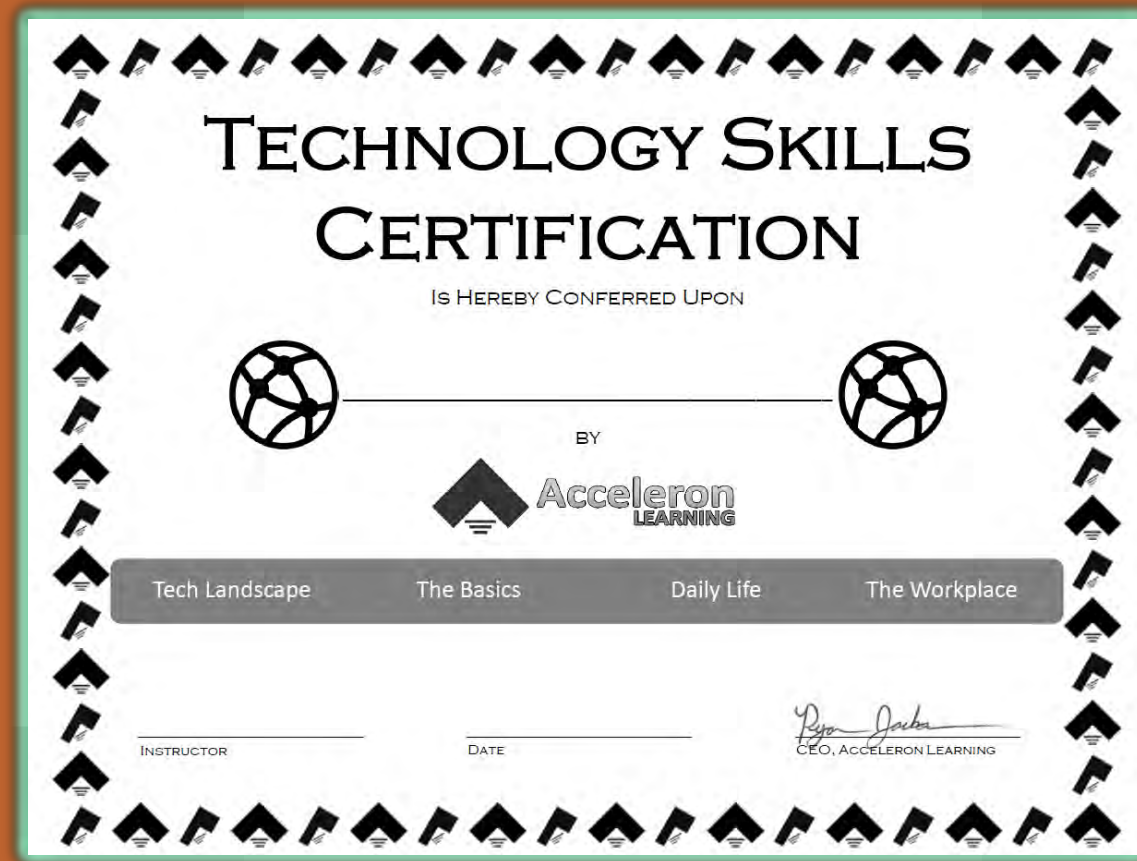 TECHNOLOGY SKILLS
CERTIFICATION
IS HEREBY CONFERRED UPON
BY
Acceleron
LEARNING
Tech Landscape The Basics Daily Life The Workplace
INSTRUCTOR DATE CEO, ACCELERON LEARNING